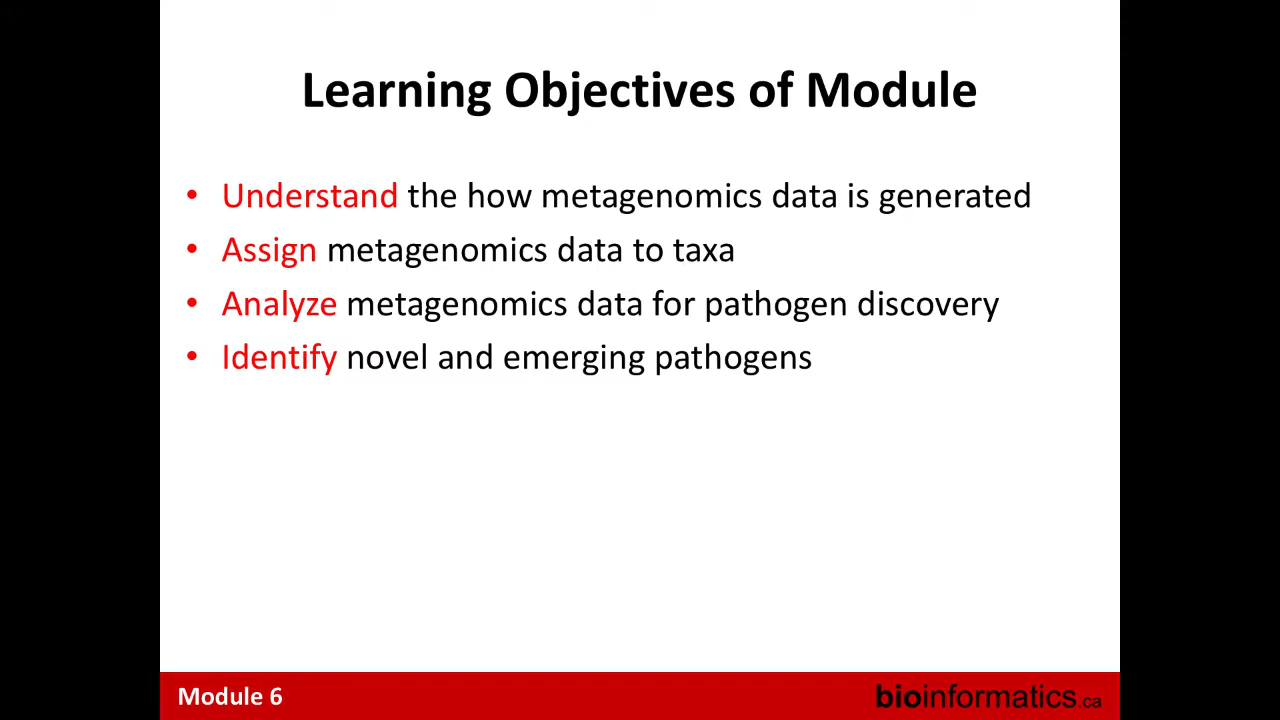 Learning Objectives of Module
• Understand the how metagenomics data is generated
• Assign metagenomics data to taxa
• Analyze metagenomics data for pathogen discovery
• Identify novel and emerging pathogens
Module 6
bioinformatics.ca